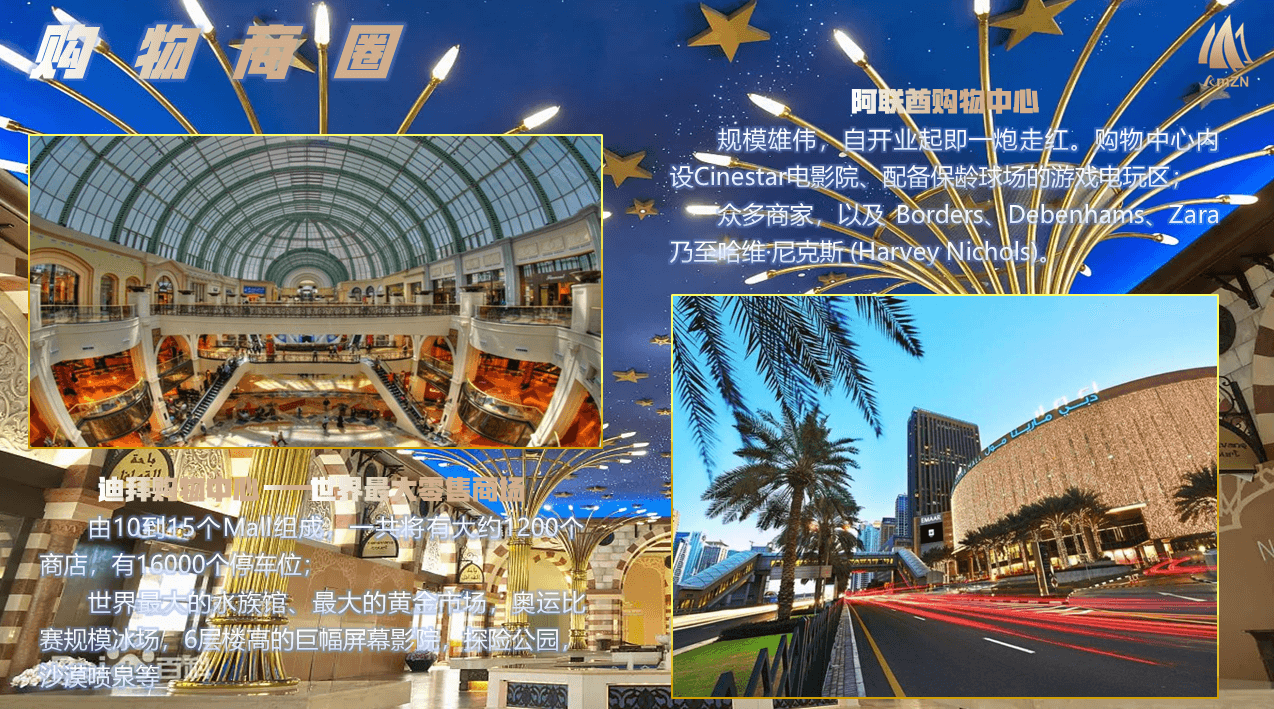 购物商圈
AmZN
阿联酋购物中心
规模雄伟，自开业起即一炮走红。购物中心内
设Cinestar电影院、配备保龄球场的游戏电玩区；
众多商家，以及 Borders、Debenhams、Zara
乃至哈维·尼克斯 (Harvey Nichols)。
دبي مارينا مول
EMAAR
迪拜购物中心——世界最大零售商场
由10到15个Mall组成，一共将有大约1200个
商店，有16000个停车位；
世界最大的水族馆、最大的黄金市场，奥运比
赛规模冰场，6层楼高的巨幅屏幕影院，探险公园，
沙漠喷泉等